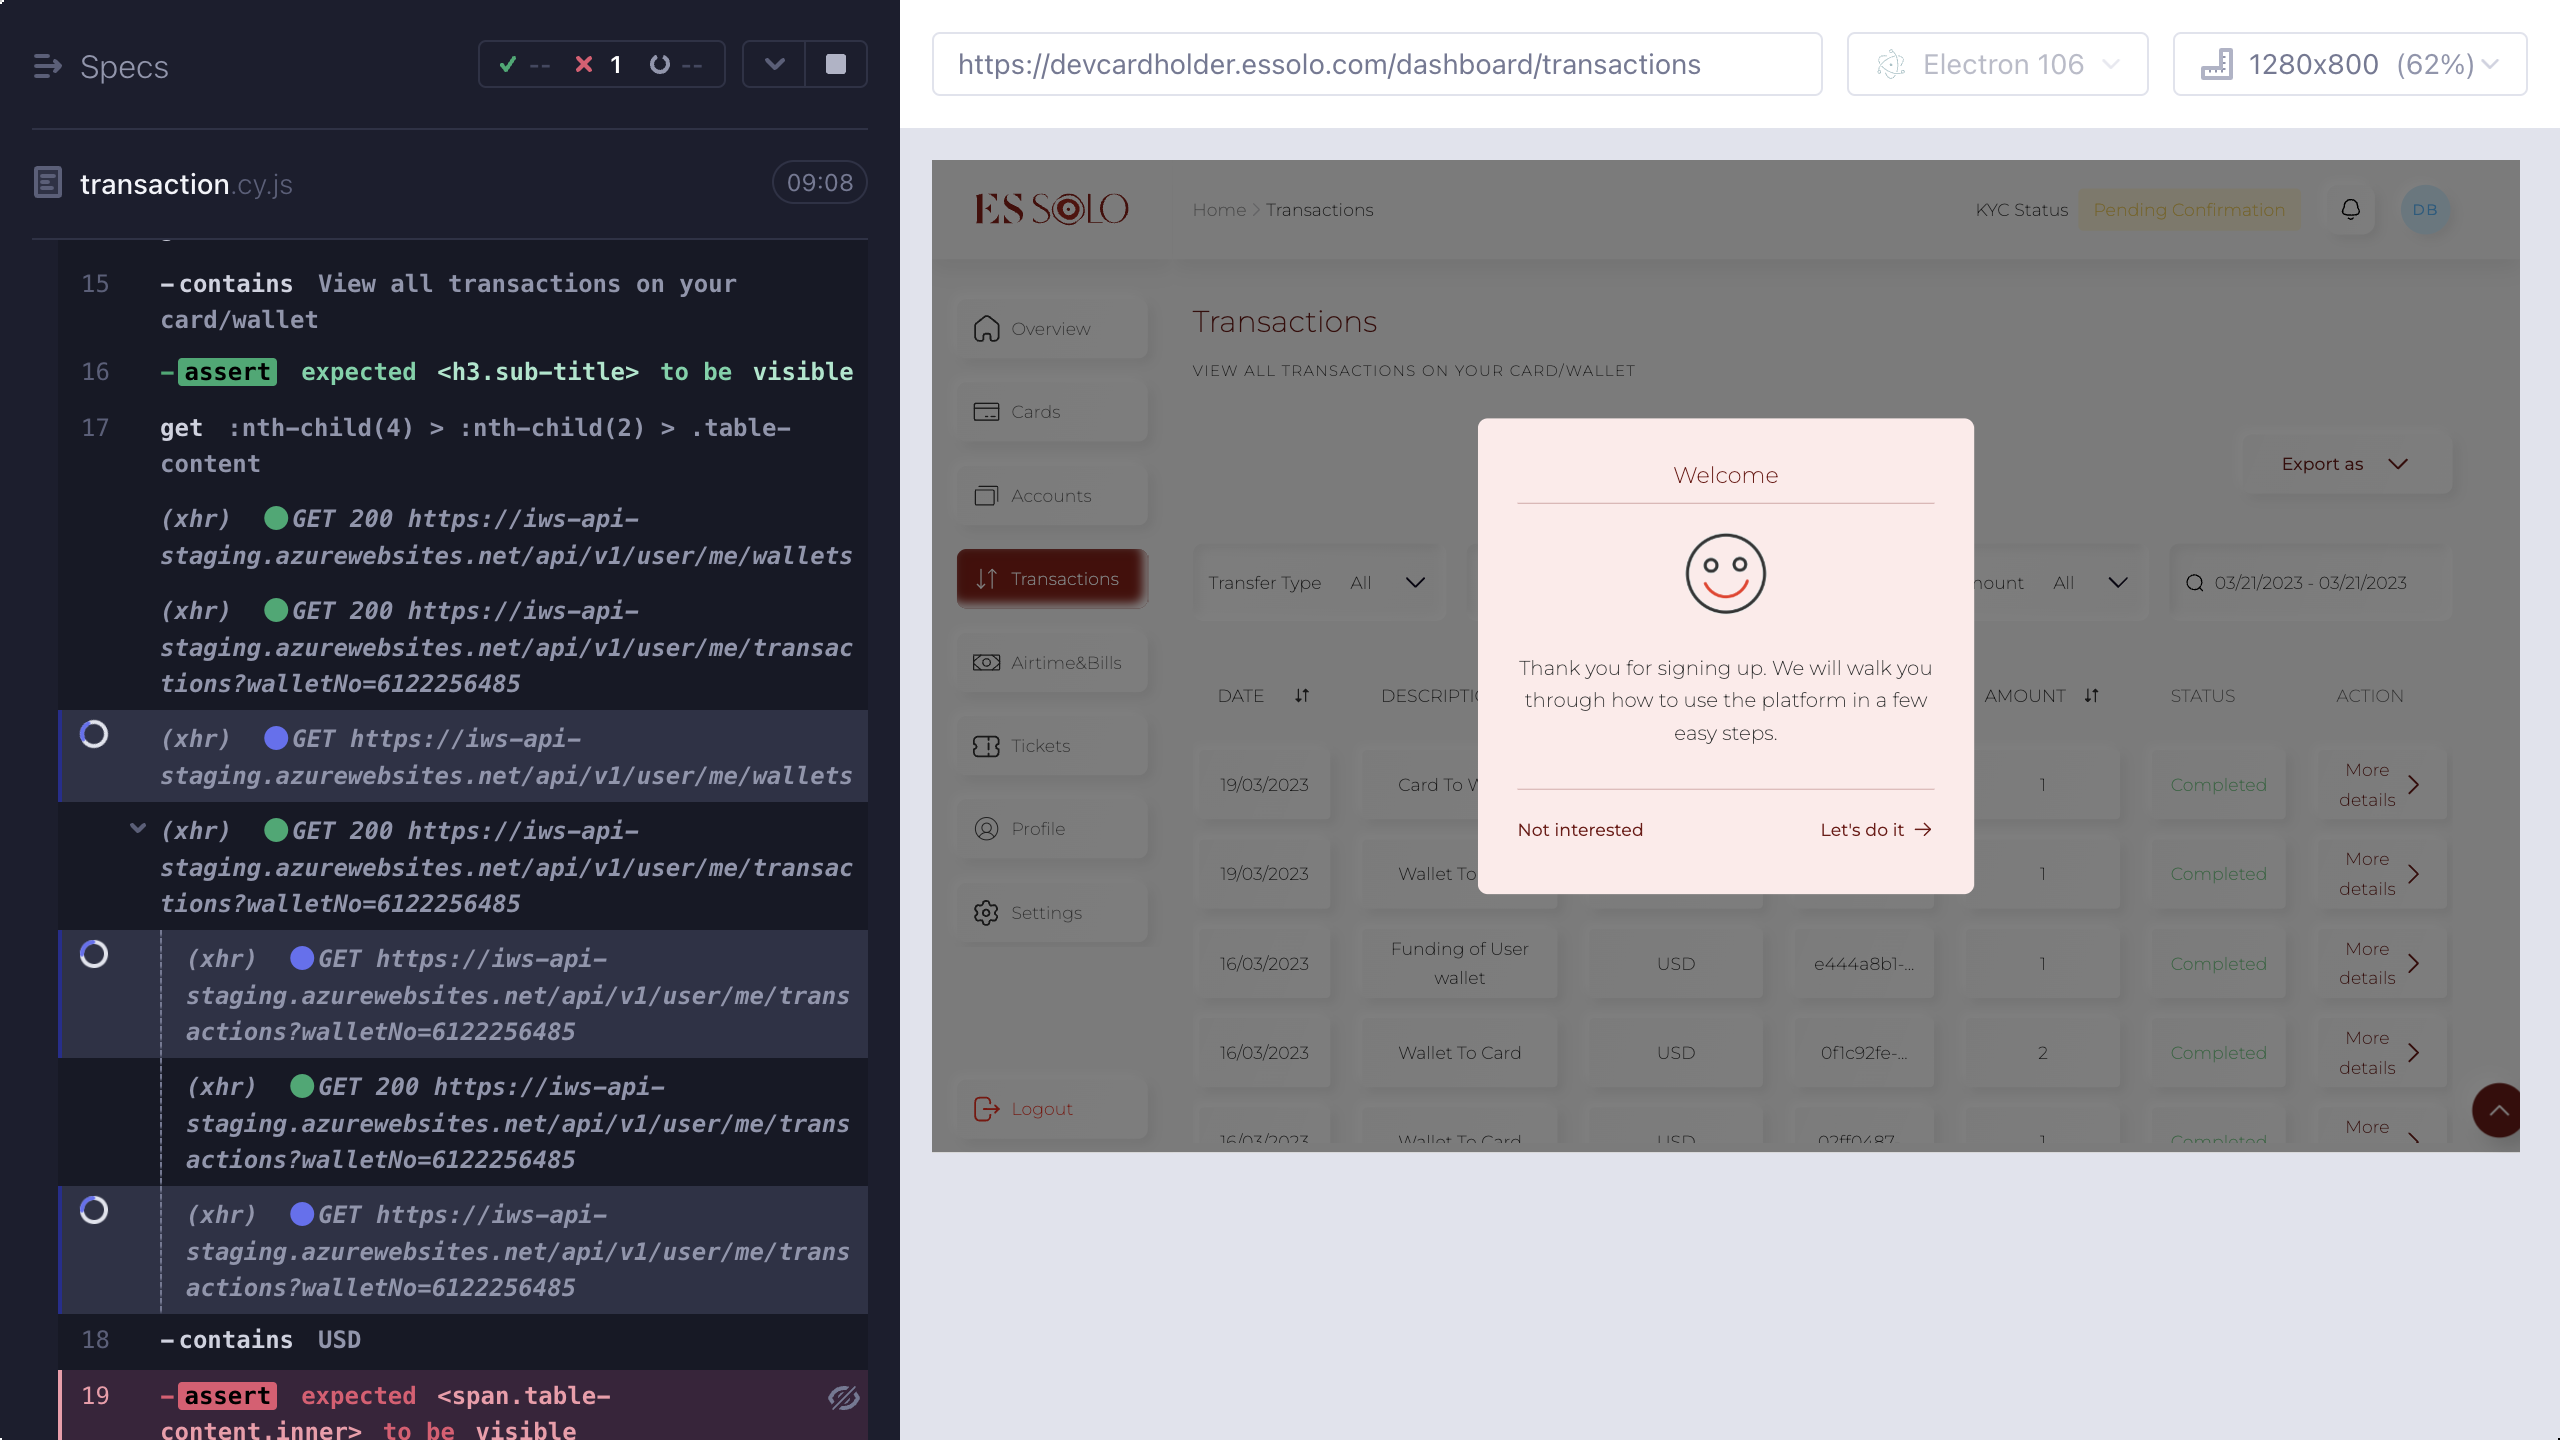 Specs
-- 1 --
transaction.cy.js
09:08
15 -contains View all transactions on your
card/wallet
16 -assert expected <h3.sub-title> to be visible
17 get :nth-child(4) > :nth-child(2) > .table-
content
(xhr) GET 200 https://iws-api-
staging.azurewebsites.net/api/v1/user/me/wallets
(xhr) GET 200 https://iws-api-
staging.azurewebsites.net/api/v1/user/me/transac
tions?walletNo=6122256485
(xhr) GET https://iws-api-
staging.azurewebsites.net/api/v1/user/me/wallets
(xhr) GET 200 https://iws-api-
staging.azurewebsites.net/api/v1/user/me/transac
tions?walletNo=6122256485
(xhr) GET https://iws-api-
staging.azurewebsites.net/api/v1/user/me/trans
actions?walletNo=6122256485
(xhr) GET 200 https://iws-api-
staging.azurewebsites.net/api/v1/user/me/trans
actions?walletNo=6122256485
(xhr) GET https://iws-api-
staging.azurewebsites.net/api/v1/user/me/trans
actions?walletNo=6122256485
18 -contains USD
19 -assert expected <span.table-
content.inner> to be visible
https://devcardholder.essolo.com/dashboard/transactions
Electron 106
1280x800 (62%)
ES SOLO
Home > Transactions
KYC Status Pending Confirmation
DB
Overview
Cards
Accounts
Transactions
Airtime&Bills
Tickets
Profile
Settings
Logout
Transactions
VIEW ALL TRANSACTIONS ON YOUR CARD/WALLET
Export as
Transfer Type All
mount All
03/21/2023 - 03/21/2023
DATE DESCRIPTIO AMOUNT STATUS ACTION
19/03/2023 Card To W 1 Completed More
details
19/03/2023 Wallet To 1 Completed More
details
16/03/2023 Funding of User
wallet USD e444a8b1-... 1 Completed More
details
16/03/2023 Wallet To Card USD 0f1c92fe-... 2 Completed More
details
16/03/2023 Wallet To Card USD 02ff0487 1 Completed More
Welcome
Thank you for signing up. We will walk you
through how to use the platform in a few
easy steps.
Not interested
Let's do it